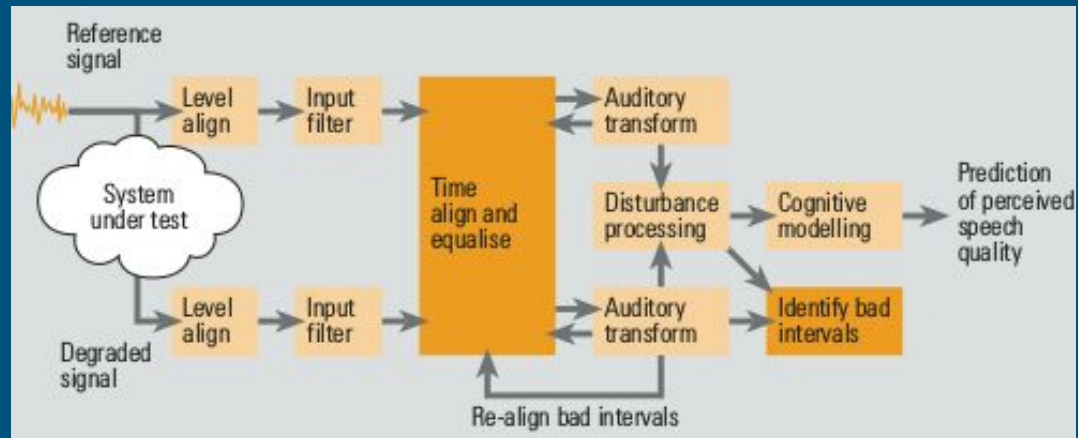 Reference
signal
Level
align
Input
filter
Auditory
transform
System
under test
Time
align and
equalise
Disturbance
processing
Cognitive
modelling
Prediction
of perceived
speech
quality
Level
align
Input
filter
Auditory
transform
Identify bad
intervals
Degraded
signal
Re-align bad intervals